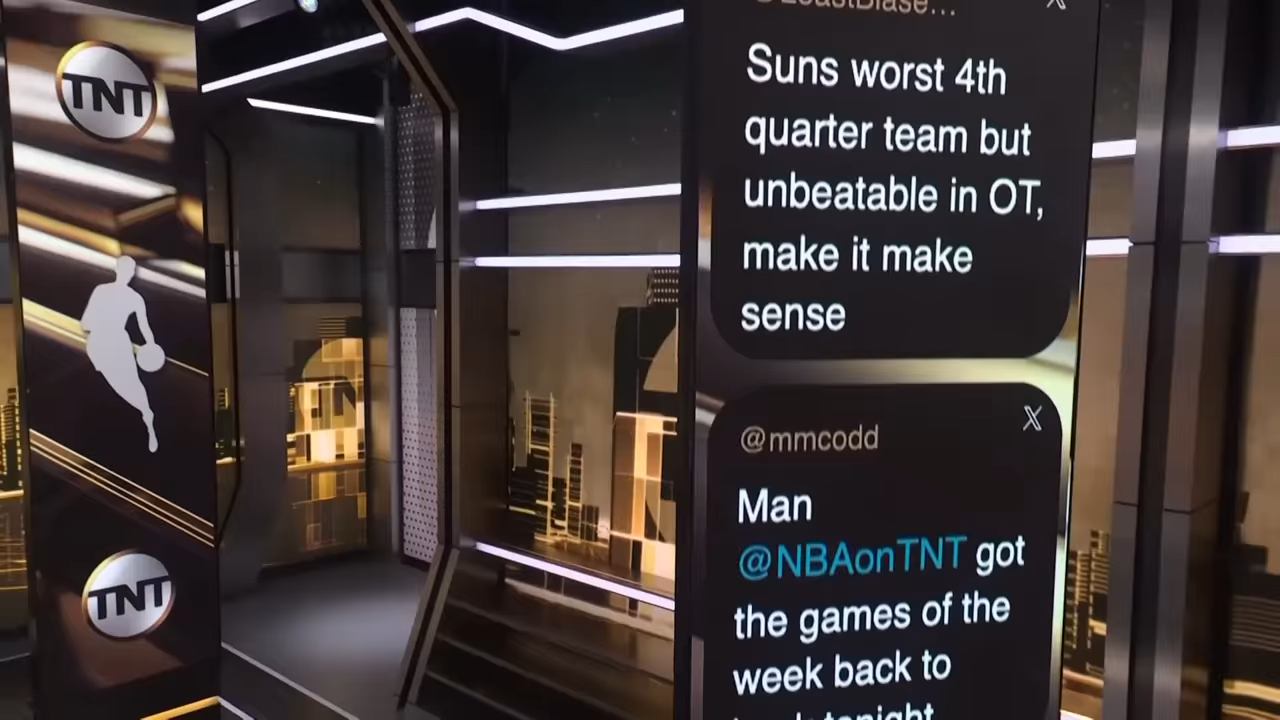 TNT
TNT
Suns worst 4th
quarter team but
unbeatable in OT,
make it make
sense
@mmcodd
Man
@NBAonTNT got
the games of the
week back to